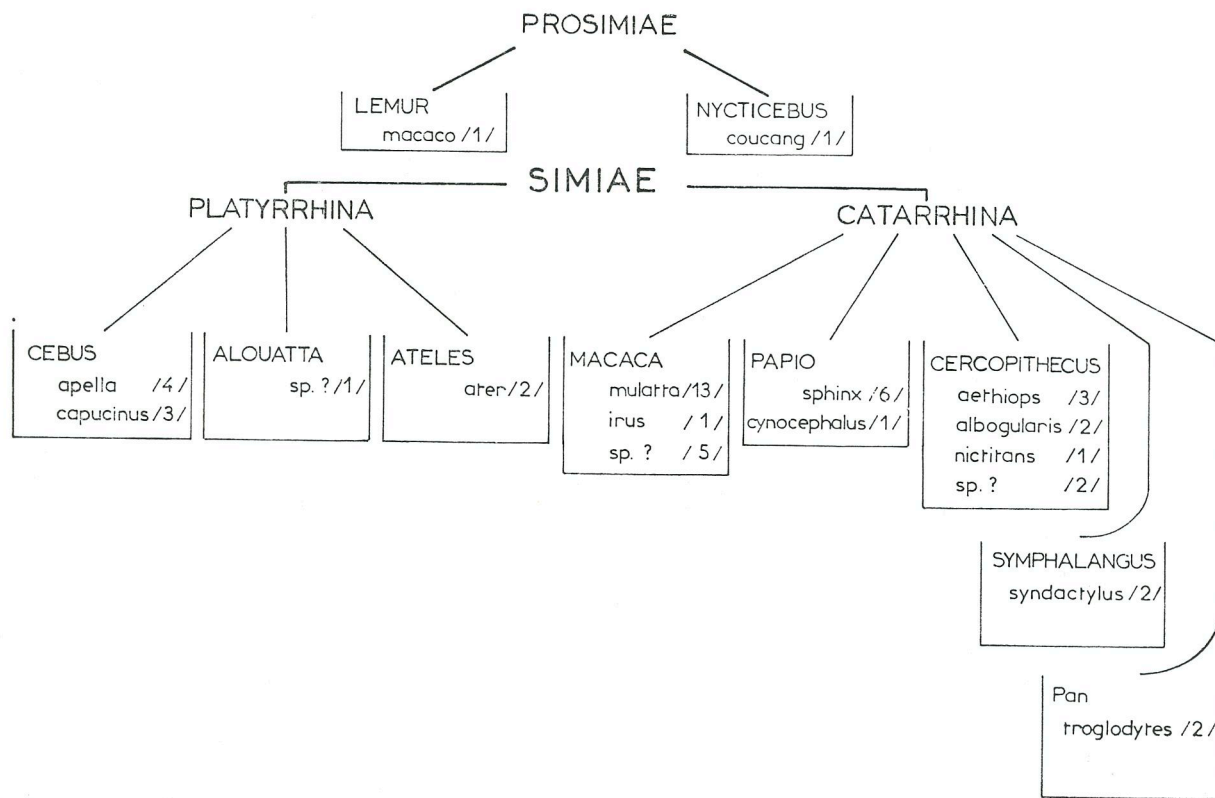 PROSIMIAE
LEMUR
macaco /1/
NYCTICEBUS
coucang /1/
SIMIAE
PLATYRRHINA
CATARRHINA
CEBUS
apella /4/
capucinus /3/
ALOUATTA
sp. ? /1/
ATELES
ater /2/
MACACA
mulatta /13/
irus /1/
sp. ? /5/
PAPIO
sphinx /6/
cynocephalus /1/
CERCOPITHECUS
aethiops /3/
albogularis /2/
nictitans /1/
sp. ? /2/
SYMPHALANGUS
syndactylus /2/
Pan
troglodytes /2/